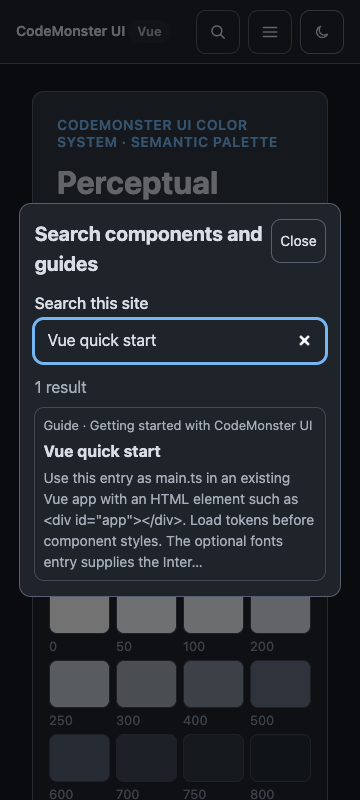 CodeMonster UI Vue
CODEMONSTER UI COLOR
SYSTEM · SEMANTIC PALETTE
Perceptual
Search components and
guides
Close
Search this site
Vue quick start
1 result
Guide · Getting started with CodeMonster UI
Vue quick start
Use this entry as main.ts in an existing
Vue app with an HTML element such as
<div id="app"></div>. Load tokens before
component styles. The optional fonts
entry supplies the Inter...
0 50 100 200
250 300 400 500
600 700 750 800